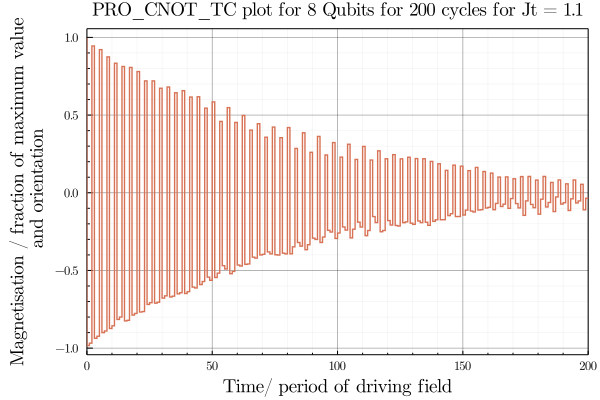 PRO_CNOT_TC plot for 8 Qubits for 200 cycles for Jt = 1.1
Magnetisation / fraction of maximum value
and orientation
1.0
0.5
0.0
−0.5
−1.0
0 50 100 150 200
Time/ period of driving field